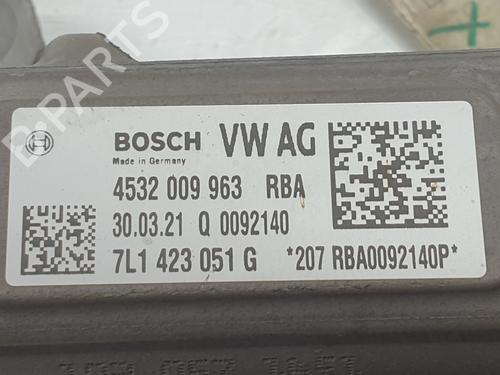 B-PARTS
BOSCH VW AG
Made in Germany
4532 009 963 RBA
30.03.21 Q 0092140
7L1 423 051 G *207 RBA0092140P*